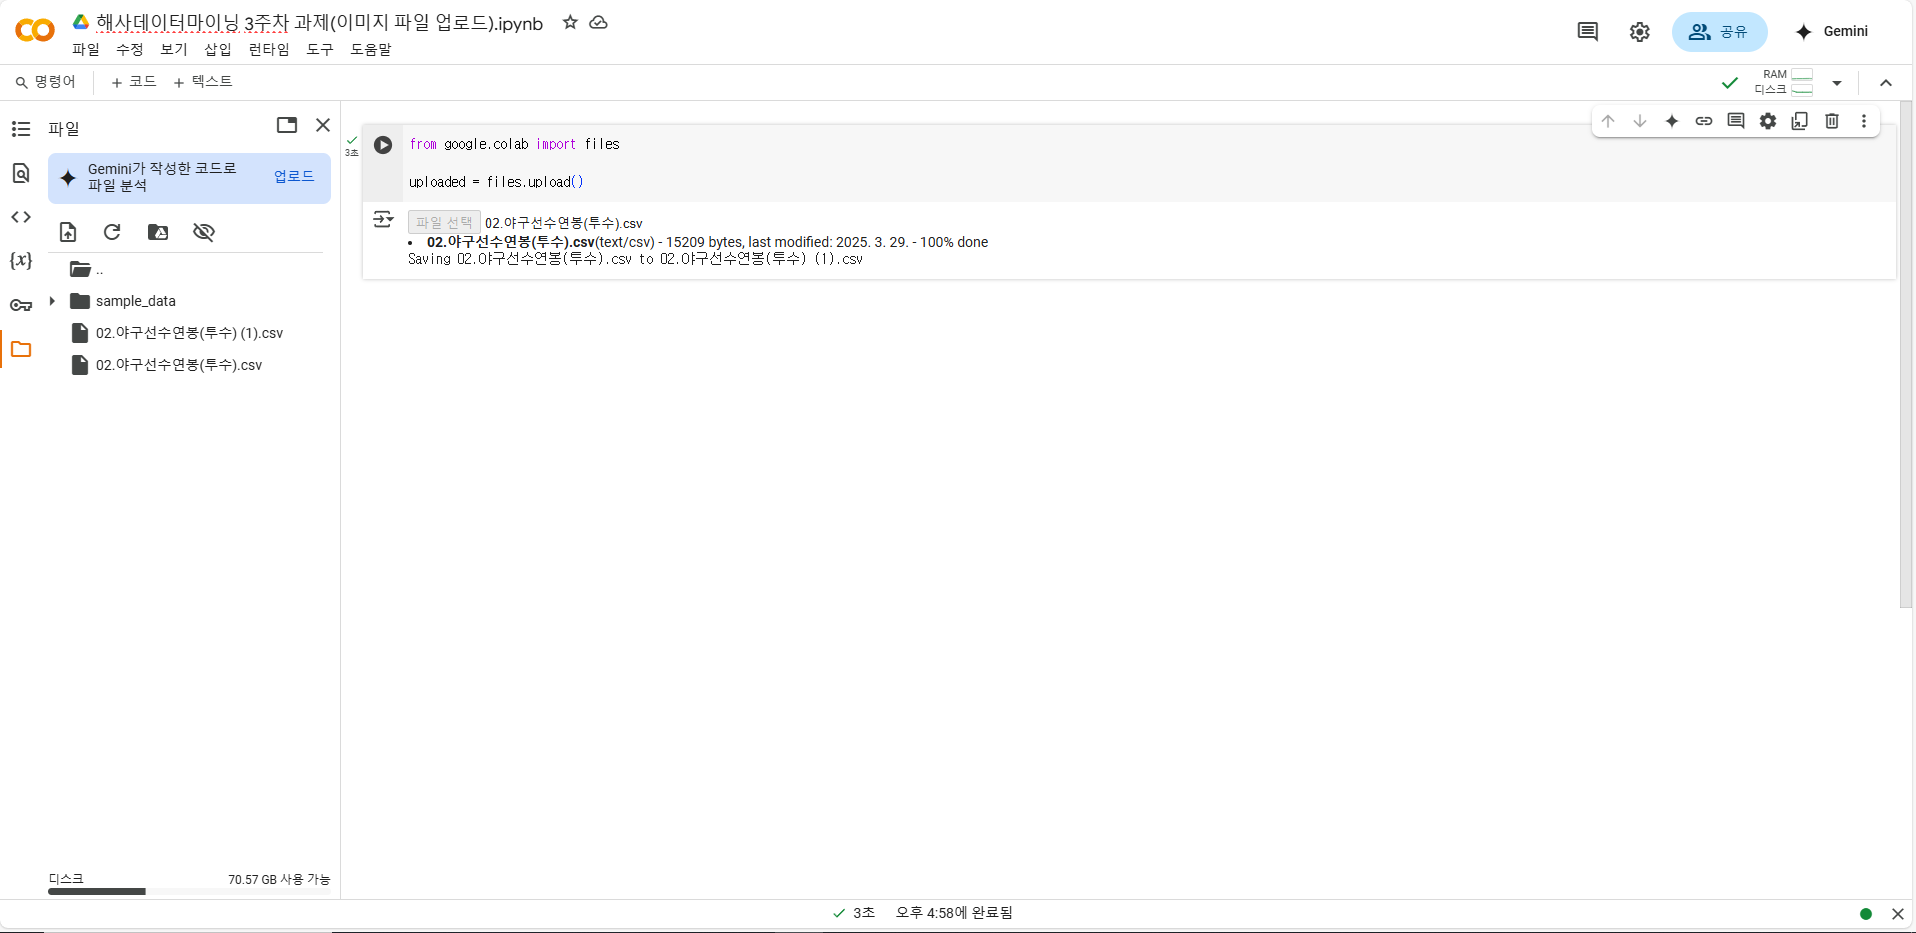 해사데이터마이닝 3주차 과제(이미지 파일 업로드).ipynb
파일 수정 보기 삽입 런타임 도구 도움말
공유
Gemini
명령어 + 코드 + 텍스트
RAM
디스크
파일
Gemini가 작성한 코드로
파일 분석
업로드
..
sample_data
02.야구선수연봉(투수) (1).csv
02.야구선수연봉(투수).csv
디스크 70.57 GB 사용 가능
3초
from google.colab import files
uploaded = files.upload()
파일 선택 02.야구선수연봉(투수).csv
• 02.야구선수연봉(투수).csv(text/csv) - 15209 bytes, last modified: 2025. 3. 29. - 100% done
Saving 02.야구선수연봉(투수).csv to 02.야구선수연봉(투수) (1).csv
3초 오후 4:58에 완료됨